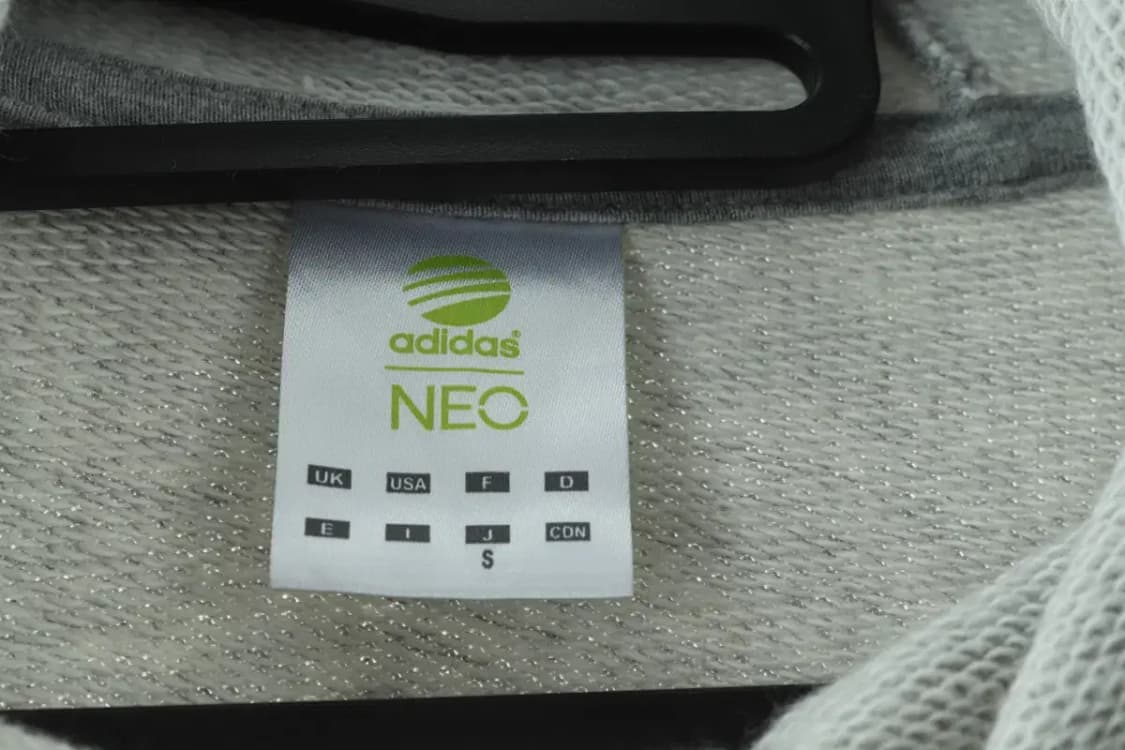 adidas®
NEO
UK USA F D
E I J CDN
S